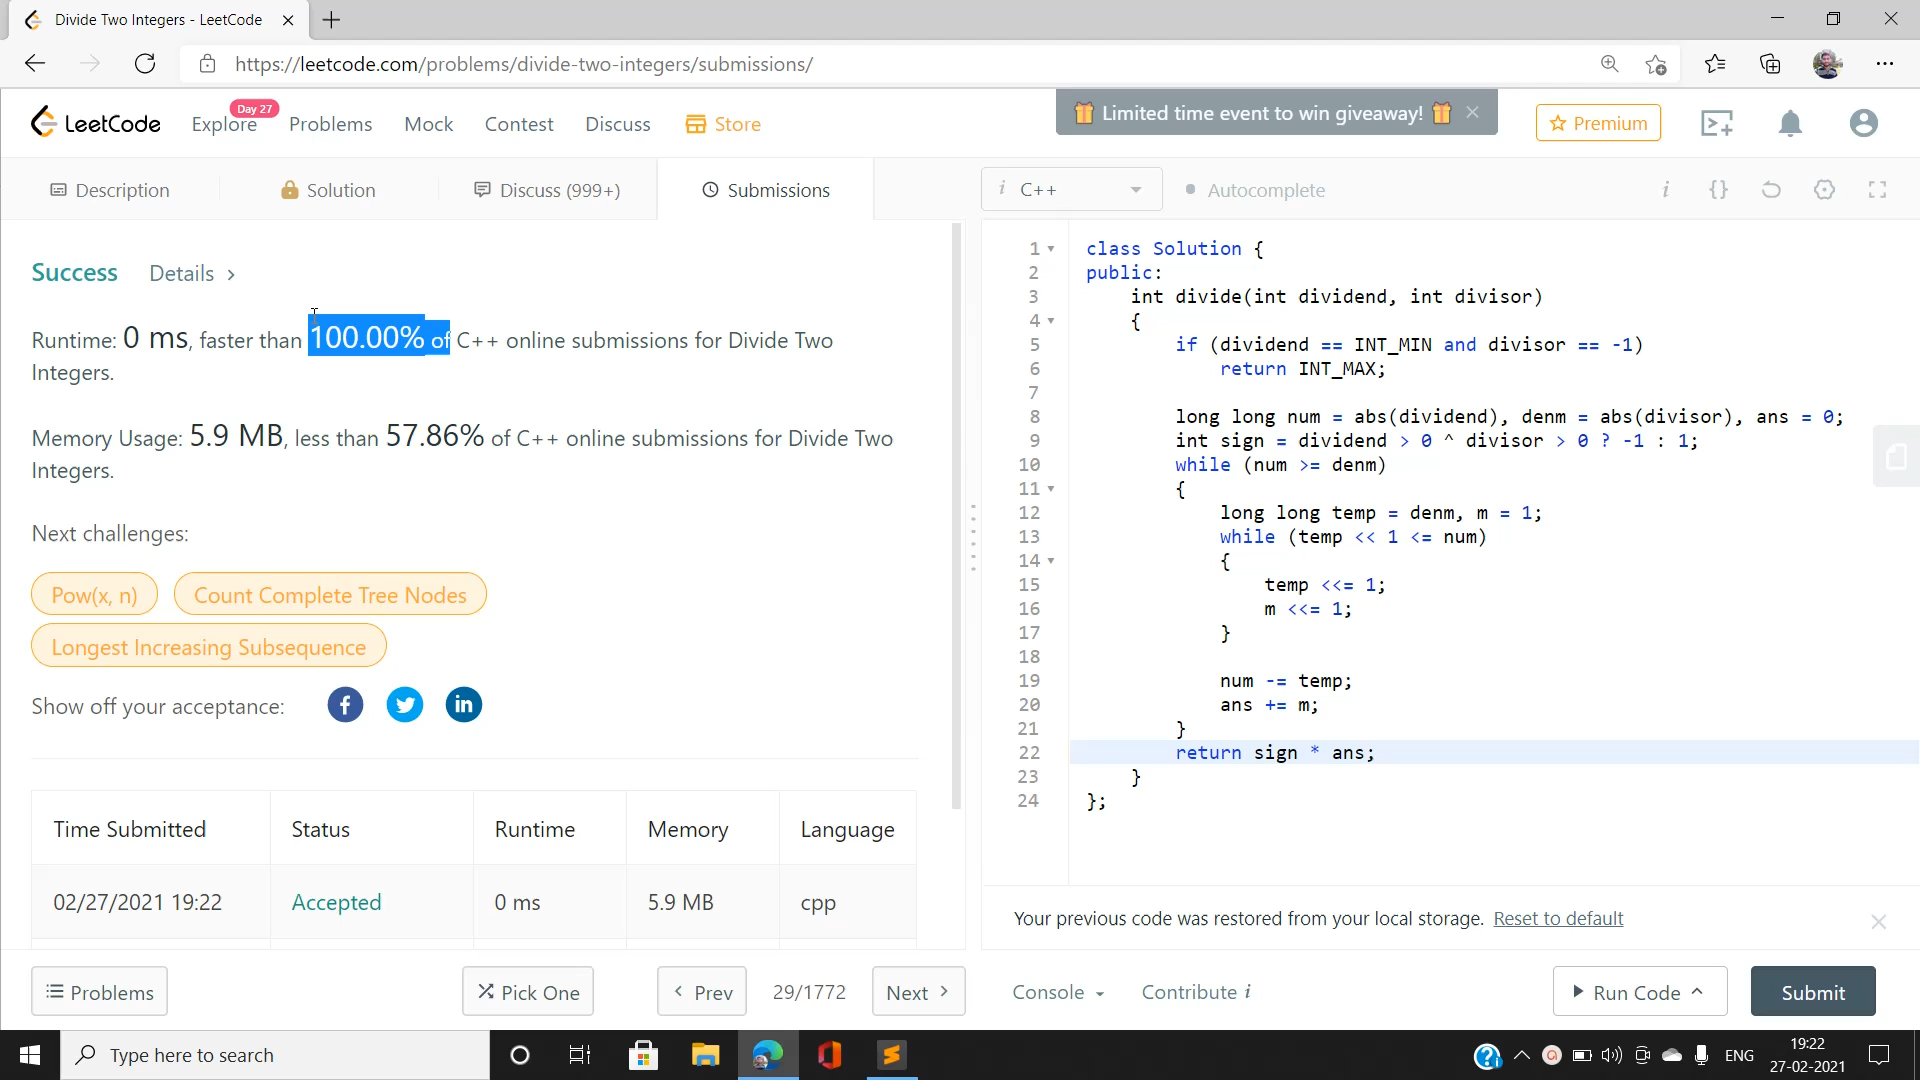 Divide Two Integers - LeetCode
https://leetcode.com/problems/divide-two-integers/submissions/
LeetCode
Explore
Day 27
Problems
Mock
Contest
Discuss
Store
Limited time event to win giveaway!
Premium
Description
Solution
Discuss (999+)
Submissions
i C++
Autocomplete
i {}
Success
Details >
Runtime: 0 ms, faster than 100.00% of C++ online submissions for Divide Two
Integers.
Memory Usage: 5.9 MB, less than 57.86% of C++ online submissions for Divide Two
Integers.
Next challenges:
Pow(x, n)
Count Complete Tree Nodes
Longest Increasing Subsequence
Show off your acceptance:
Time Submitted Status Runtime Memory Language
02/27/2021 19:22 Accepted 0 ms 5.9 MB cpp
1 class Solution {
2 public:
3     int divide(int dividend, int divisor)
4     {
5         if (dividend == INT_MIN and divisor == -1)
6             return INT_MAX;
7
8         long long num = abs(dividend), denm = abs(divisor), ans = 0;
9         int sign = dividend > 0 ^ divisor > 0 ? -1 : 1;
10         while (num >= denm)
11         {
12             long long temp = denm, m = 1;
13             while (temp << 1 <= num)
14             {
15                 temp <<= 1;
16                 m <<= 1;
17             }
18
19             num -= temp;
20             ans += m;
21         }
22         return sign * ans;
23     }
24 };
Your previous code was restored from your local storage. Reset to default
Problems
Pick One
< Prev
29/1772
Next >
Console
Contribute i
Run Code
Submit
Type here to search
ENG
19:22
27-02-2021